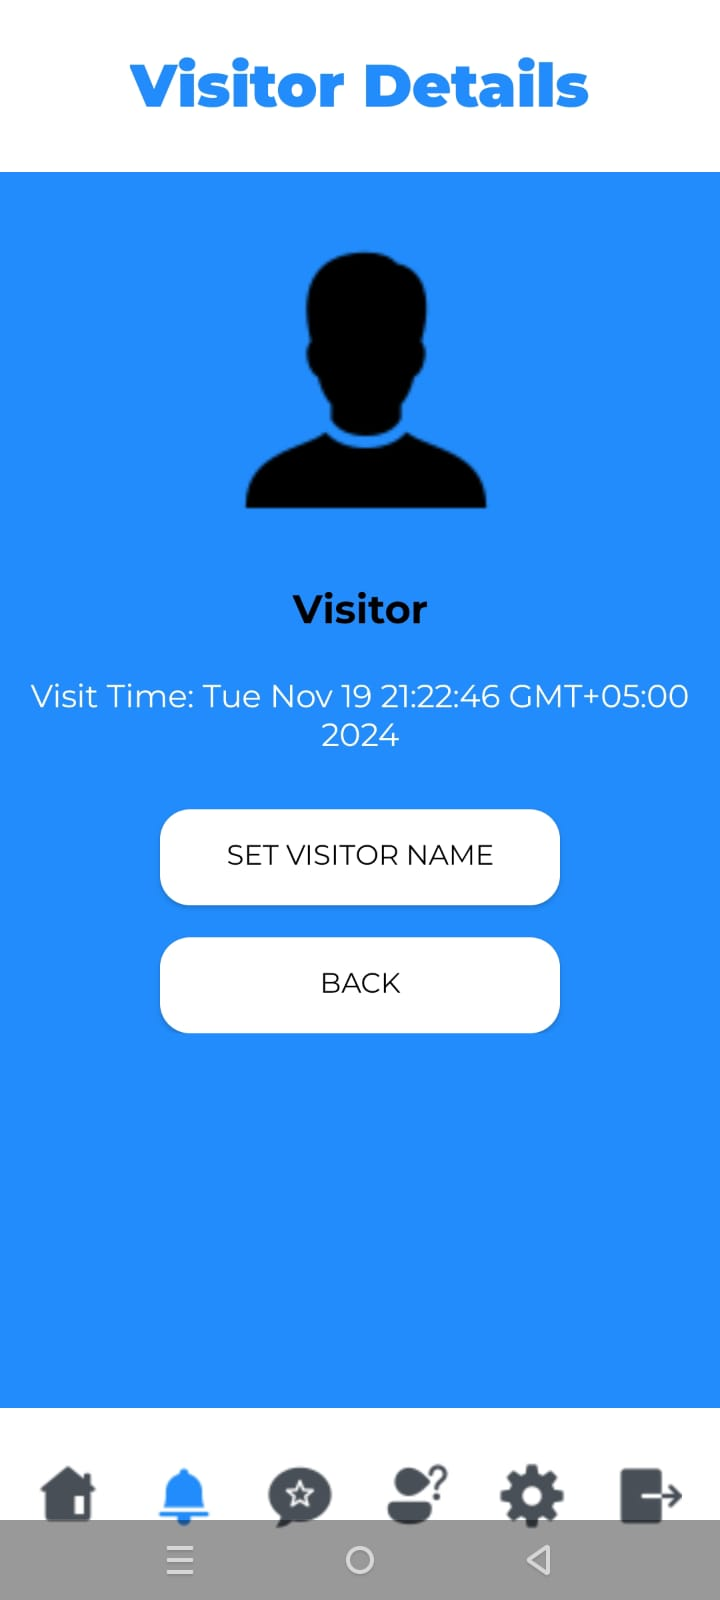 Visitor Details
Visitor
Visit Time: Tue Nov 19 21:22:46 GMT+05:00
2024
SET VISITOR NAME
BACK
?